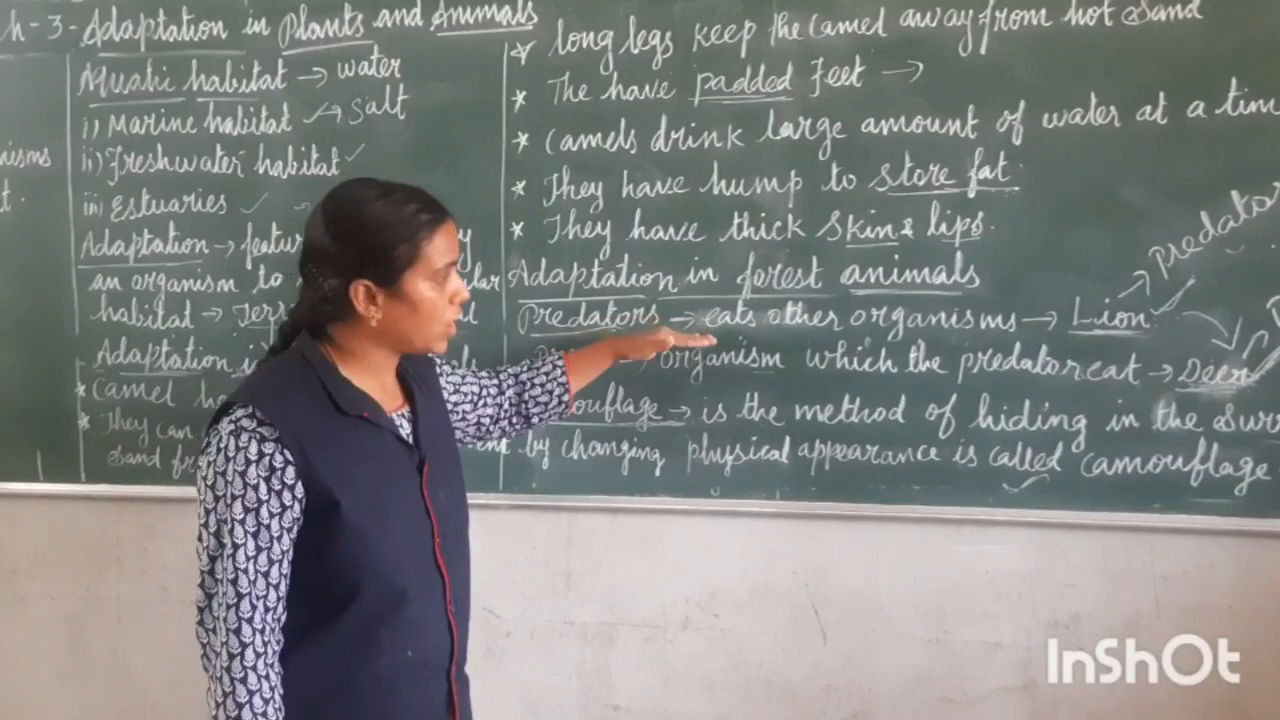 h-3- Adaptation in Plants and Animals
nisms
t.
Aquatic habitat → water
i) Marine habitat → Salt
ii) Freshwater habitat ✓
iii) Estuaries ✓
Adaptation →
an organism to
habitat →
Adaptation
* Camel
* They can
Sand
* long legs keep the Camel away from hot Sand
* The have padded feet →
* Camels drink large amount of water at a tim
* They have hump to store fat.
* They have thick Skin & lips.
Adaptation in forest animals
Predators → eats other organisms → Lion → predator
organism which the predator eat → Deer
ouflage → is the method of hiding in the Surr
ent by changing physical appearance is called camouflage
InShOt